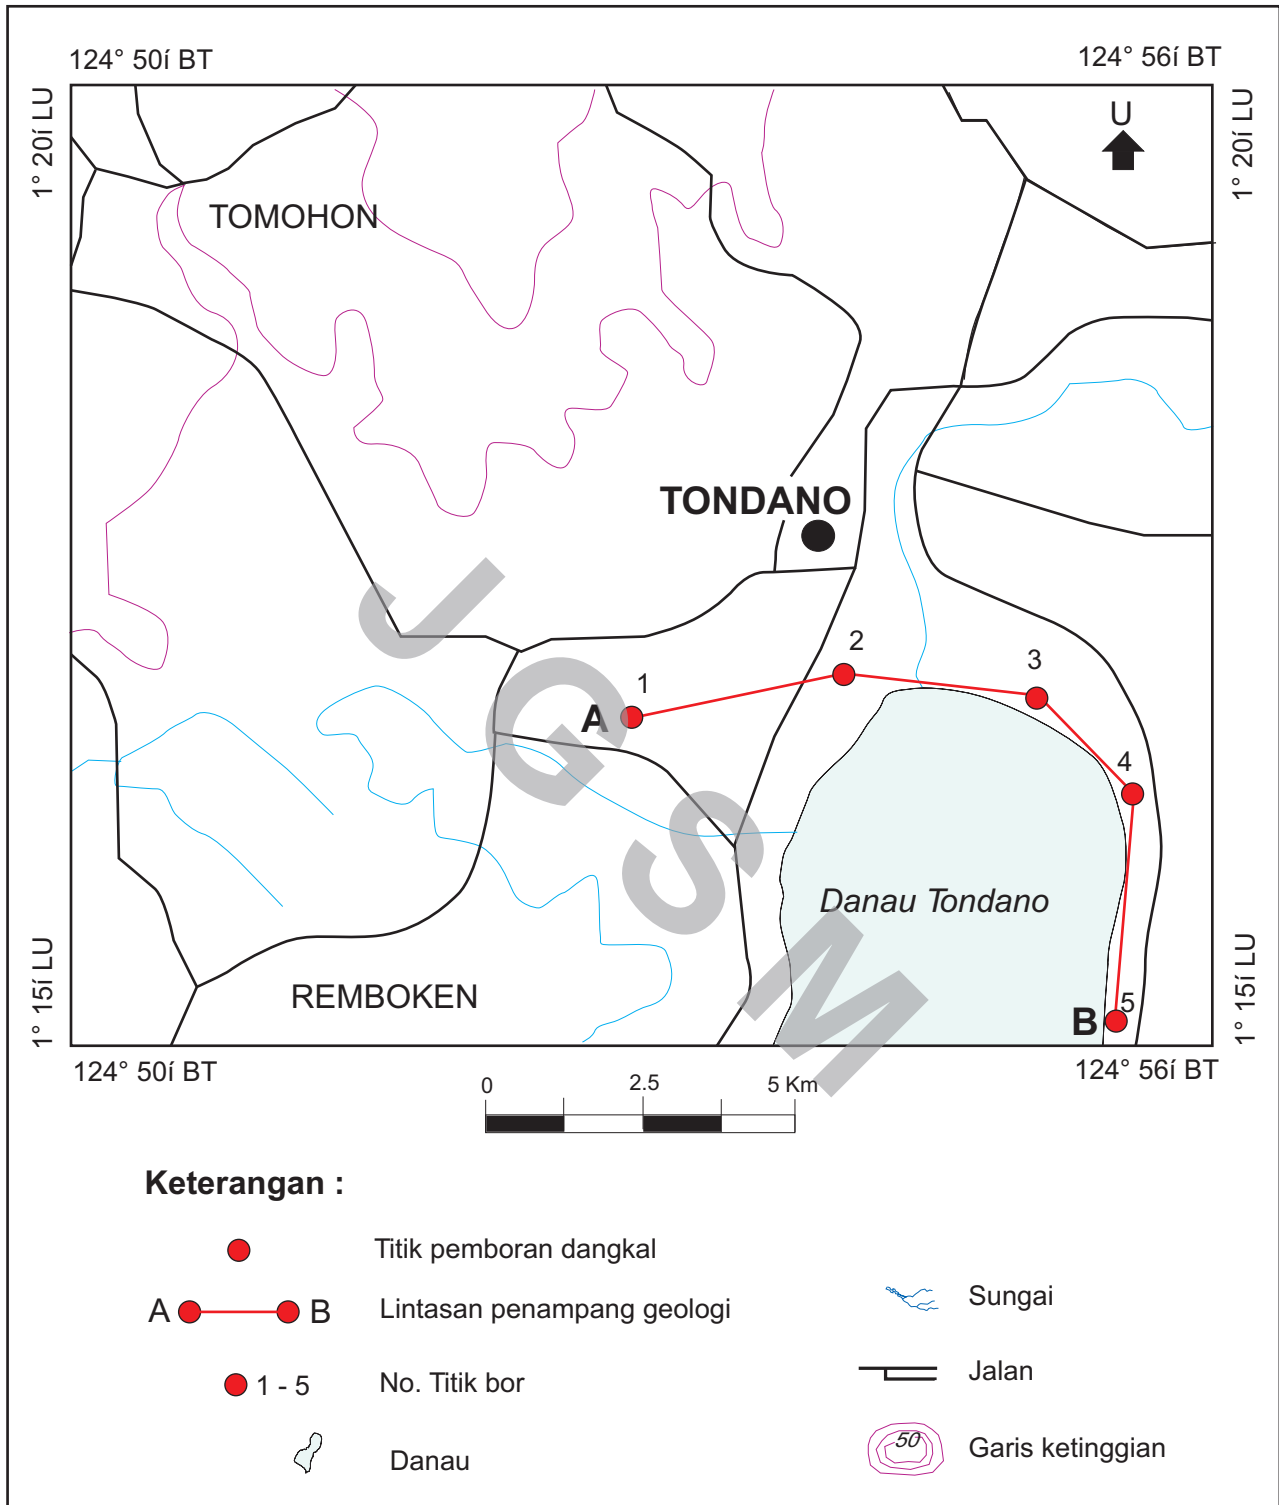 124° 50í BT
124° 56í BT
1° 20í LU
1° 20í LU
U
TOMOHON
TONDANO
1
2
3
A
4
Danau Tondano
REMBOKEN
5
B
1° 15í LU
1° 15í LU
124° 50í BT
124° 56í BT
JGSM
0 2.5 5 Km
Keterangan :
Titik pemboran dangkal
A B Lintasan penampang geologi
1 - 5 No. Titik bor
Danau
Sungai
Jalan
50 Garis ketinggian